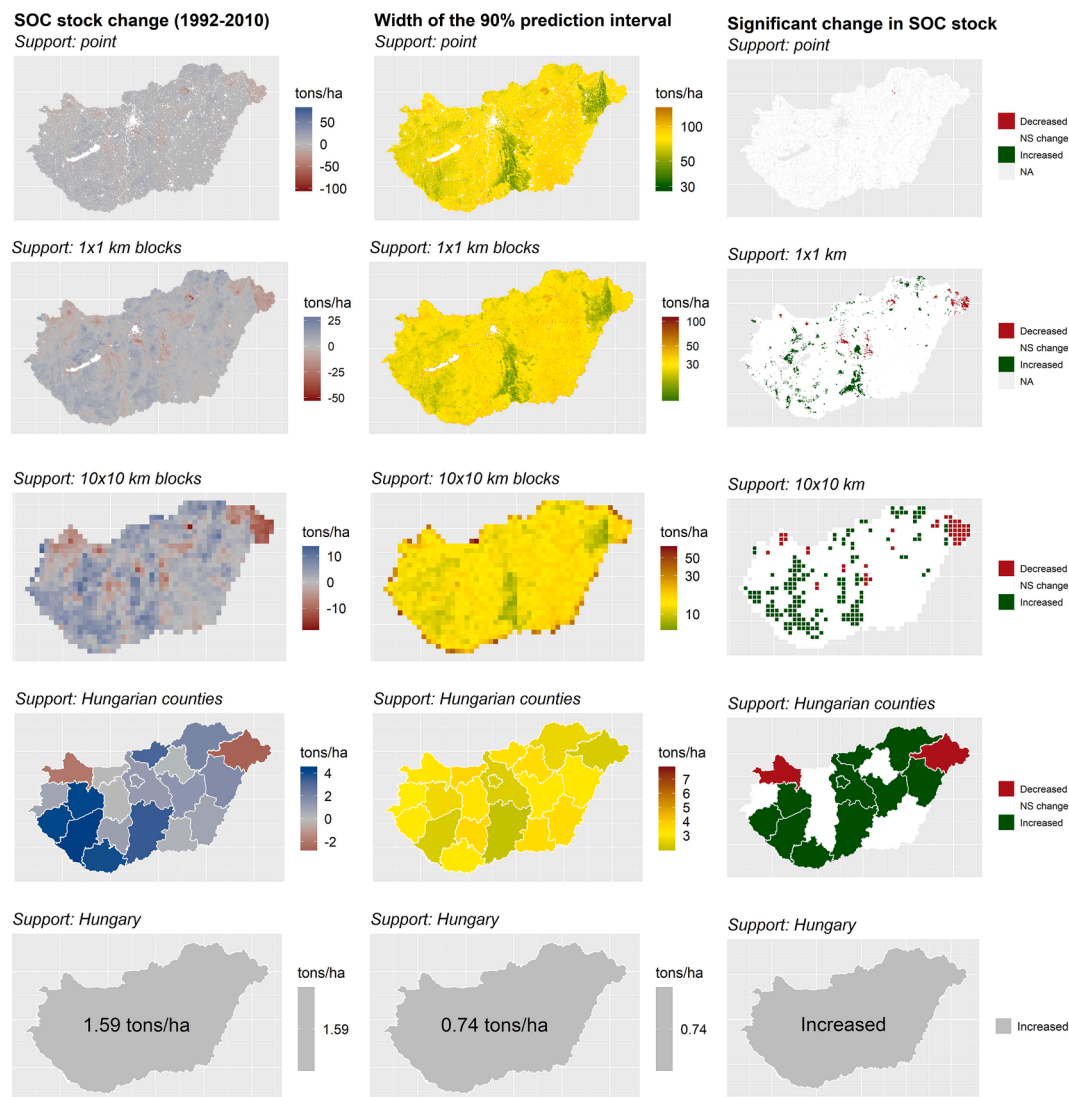 SOC stock change (1992-2010)
Support: point
tons/ha
50
0
-50
-100
Width of the 90% prediction interval
Support: point
tons/ha
100
50
30
Significant change in SOC stock
Support: point
Decreased
NS change
Increased
NA
Support: 1x1 km blocks
tons/ha
25
0
-25
-50
Support: 1x1 km blocks
tons/ha
100
50
30
Support: 1x1 km
Decreased
NS change
Increased
NA
Support: 10x10 km blocks
tons/ha
10
0
-10
Support: 10x10 km blocks
tons/ha
50
30
10
Support: 10x10 km
Decreased
NS change
Increased
Support: Hungarian counties
tons/ha
4
2
0
-2
Support: Hungarian counties
tons/ha
7
6
5
4
3
Support: Hungarian counties
Decreased
NS change
Increased
Support: Hungary
1.59 tons/ha
tons/ha
1.59
Support: Hungary
0.74 tons/ha
tons/ha
0.74
Support: Hungary
Increased
Increased